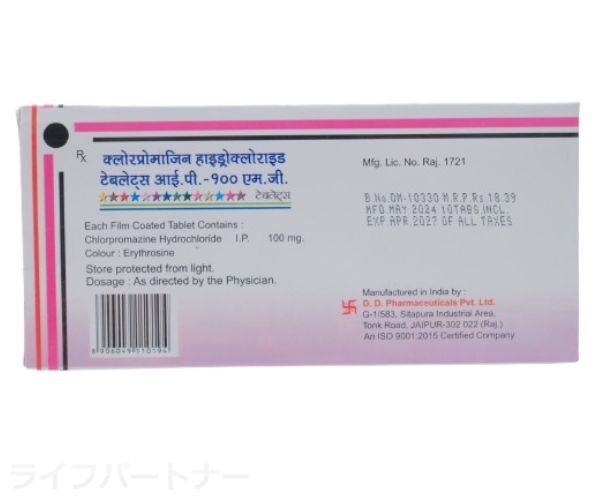 Rx
क्लोरप्रोमाजिन हाइड्रोक्लोराइड
टेबलेट्स आई.पी.-१०० एम.जी.
टेबलेट्स
Each Film Coated Tablet Contains :
Chlorpromazine Hydrochloride I.P. 100 mg.
Colour : Erythrosine
Store protected from light.
Dosage : As directed by the Physician.
8906049110194
Mfg. Lic. No. Raj. 1721
B.No.DM-10330 M.R.P.Rs.18.39
MFD.MAY 2024 10TABS.INCL.
EXP.APR.2027 OF ALL TAXES
Manufactured in India by :
D. D. Pharmaceuticals Pvt. Ltd.
G-1/583, Sitapura Industrial Area,
Tonk Road, JAIPUR-302 022 (Raj.)
An ISO 9001:2015 Certified Company
ライフパートナー